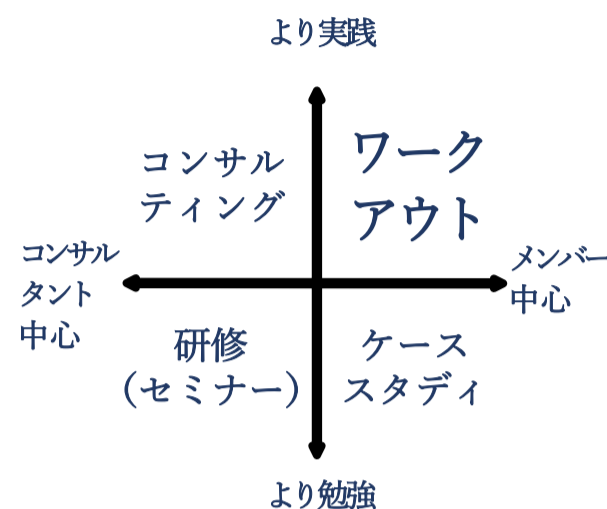 より実践
コンサル
ティング
ワーク
アウト
コンサル
タント
中心
メンバー
中心
研修
（セミナー）
ケース
スタディ
より勉強